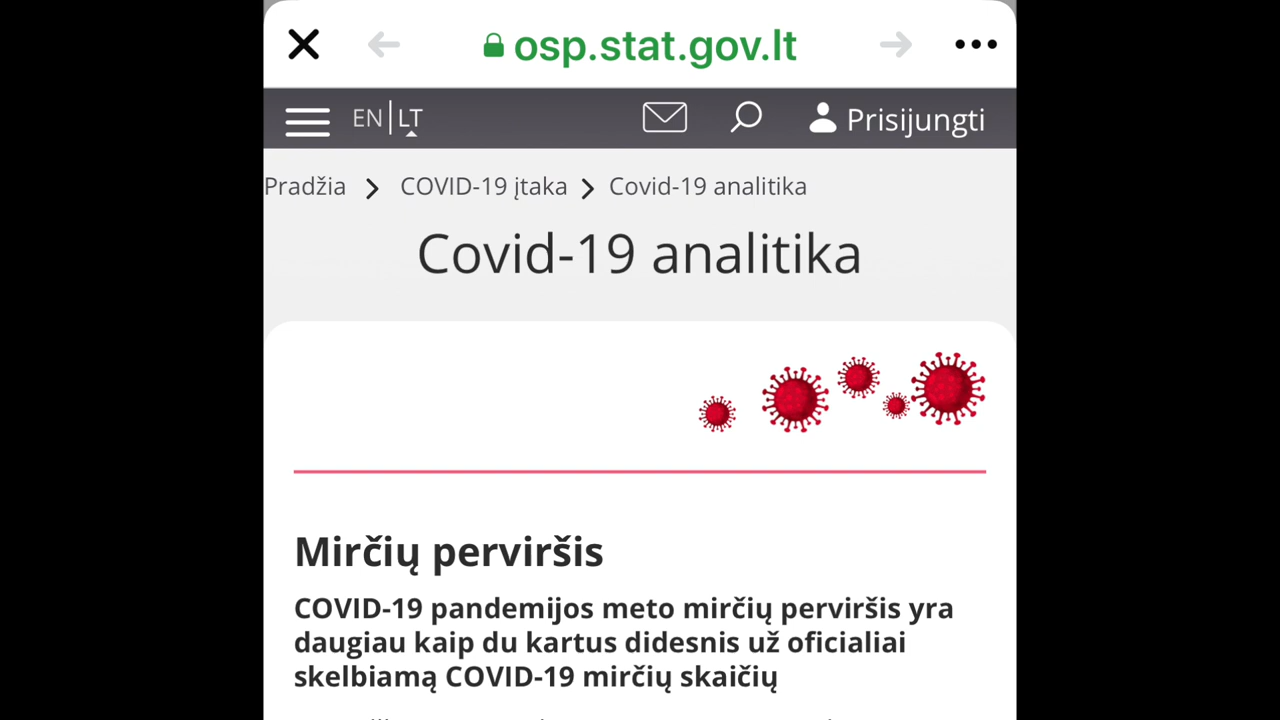 osp.stat.gov.lt
EN LT Prisijungti
Pradžia COVID-19 įtaka Covid-19 analitika
Covid-19 analitika
Mirčių perviršis
COVID-19 pandemijos meto mirčių perviršis yra
daugiau kaip du kartus didesnis už oficialiai
skelbiamą COVID-19 mirčių skaičių